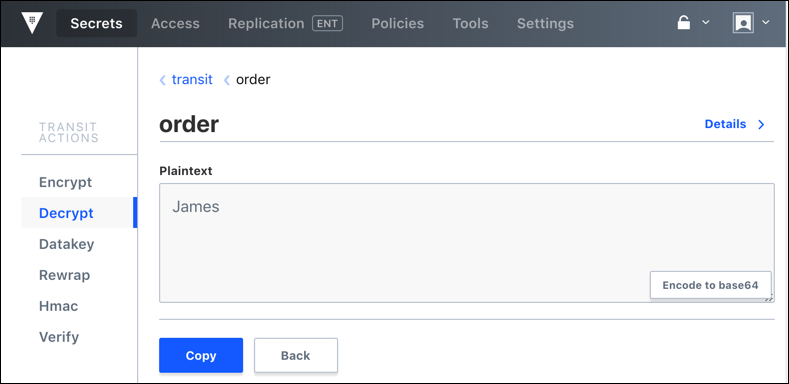 Secrets Access Replication ENT Policies Tools Settings
transit order
order
Details
TRANSIT
ACTIONS
Encrypt
Decrypt
Datakey
Rewrap
Hmac
Verify
Plaintext
James
Encode to base64
Copy Back